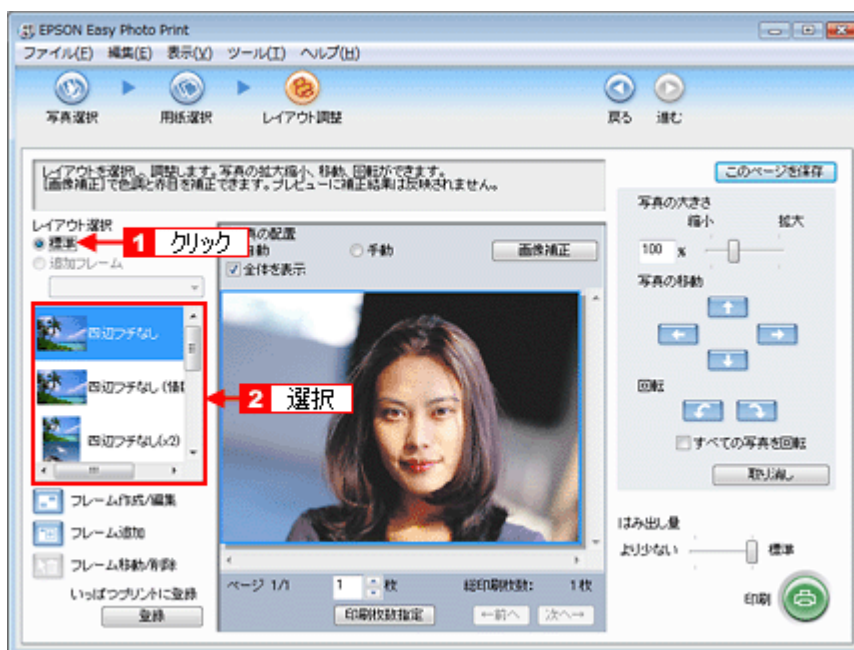 EPSON Easy Photo Print
ファイル(F) 編集(E) 表示(V) ツール(T) ヘルプ(H)
写真選択 用紙選択 レイアウト調整 戻る 進む
レイアウトを選択し、調整します。写真の拡大縮小、移動、回転ができます。
[画像補正]で色調と赤目を補正できます。プレビューに補正結果は反映されません。
このページを保存
レイアウト選択
標準
1 クリック
追加フレーム
の配置
手動
画像補正
全体を表示
四辺フチなし
四辺フチなし
四辺フチなし(x2)
2 選択
フレーム作成/編集
フレーム追加
フレーム移動/削除
いっぱつプリントに登録
登録
ページ 1/1 1 枚 総印刷枚数: 1 枚
印刷枚数指定 ←前へ 次へ→
写真の大きさ
縮小 拡大
100 %
写真の移動
回転
すべての写真を回転
取り消し
はみ出し量
より少ない 標準
印刷